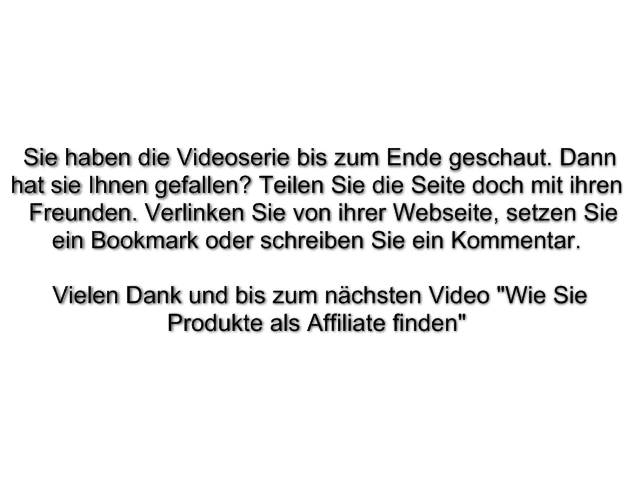 Sie haben die Videoserie bis zum Ende geschaut. Dann
hat sie Ihnen gefallen? Teilen Sie die Seite doch mit ihren
Freunden. Verlinken Sie von ihrer Webseite, setzen Sie
ein Bookmark oder schreiben Sie ein Kommentar.
Vielen Dank und bis zum nächsten Video "Wie Sie
Produkte als Affiliate finden"